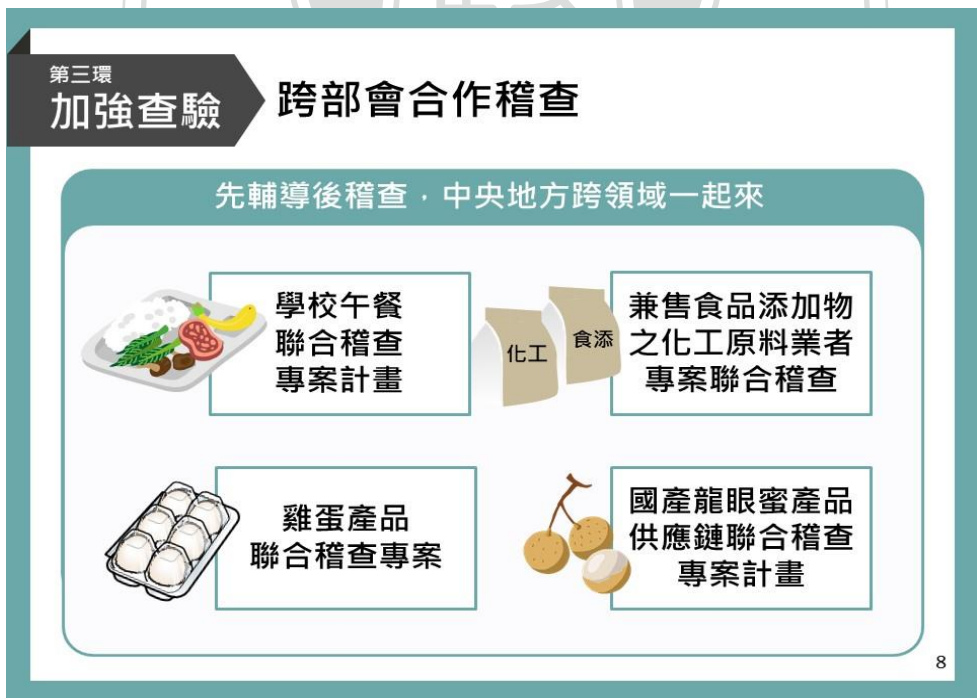 第三環
加強查驗
跨部會合作稽查
先輔導後稽查，中央地方跨領域一起來
學校午餐
聯合稽查
專案計畫
化工
食添
兼售食品添加物
之化工原料業者
專案聯合稽查
雞蛋產品
聯合稽查專案
國產龍眼蜜產品
供應鏈聯合稽查
專案計畫
8